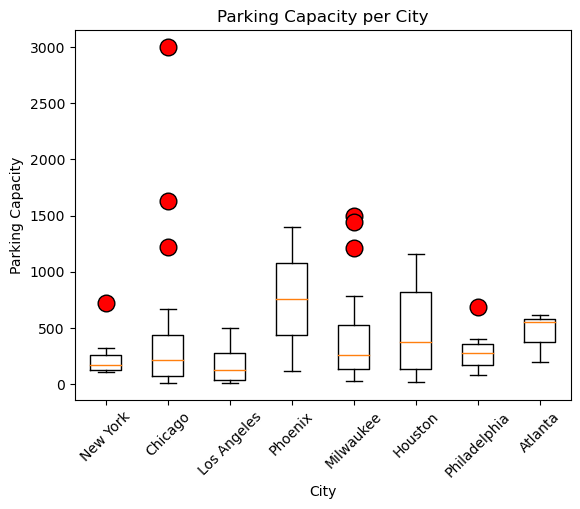 Parking Capacity per City
Parking Capacity
3000
2500
2000
1500
1000
500
0
New York
Chicago
Los Angeles
Phoenix
Milwaukee
Houston
Philadelphia
Atlanta
City